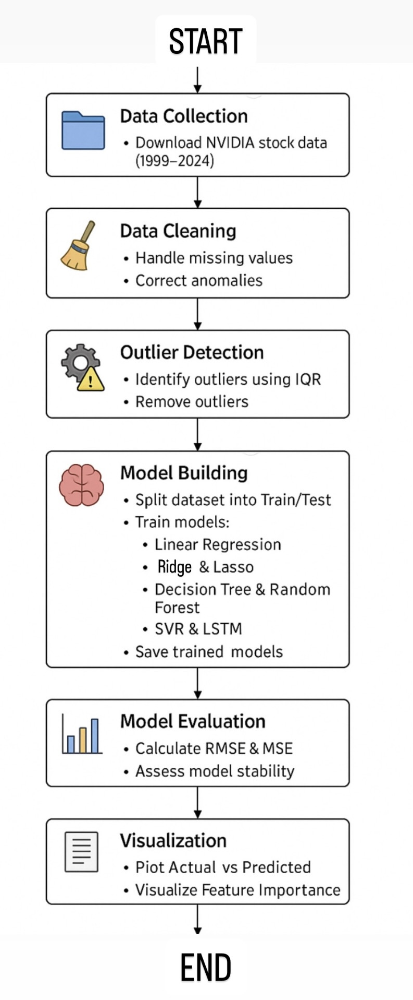 START
Data Collection
• Download NVIDIA stock data
(1999–2024)
Data Cleaning
• Handle missing values
• Correct anomalies
Outlier Detection
• Identify outliers using IQR
• Remove outliers
Model Building
• Split dataset into Train/Test
• Train models:
• Linear Regression
• Ridge & Lasso
• Decision Tree & Random
Forest
• SVR & LSTM
• Save trained models
Model Evaluation
• Calculate RMSE & MSE
• Assess model stability
Visualization
• Piot Actual vs Predicted
• Visualize Feature Importance
END